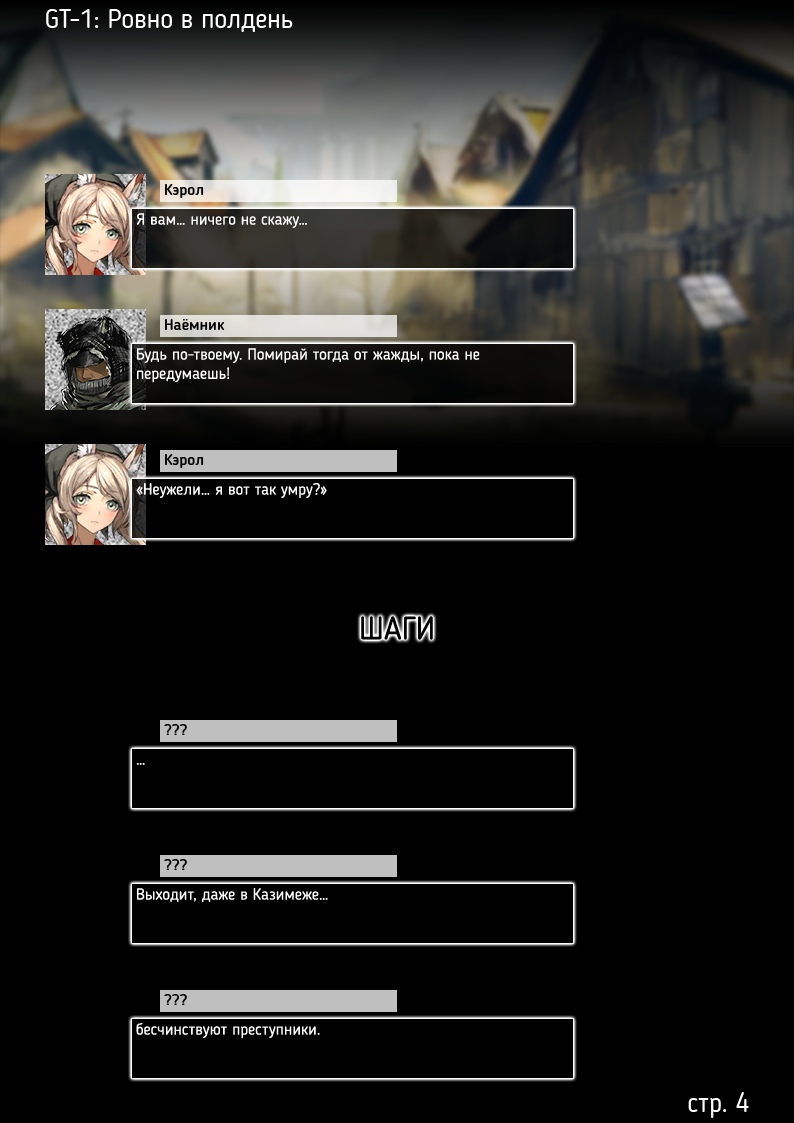 GT-1: Ровно в полдень
Кэрол
Я вам... ничего не скажу...
Наёмник
Будь по-твоему. Помирай тогда от жажды, пока не
передумаешь!
Кэрол
«Неужели... я вот так умру?»
ШАГИ
???
...
???
Выходит, даже в Казимеже...
???
бесчинствуют преступники.
стр. 4